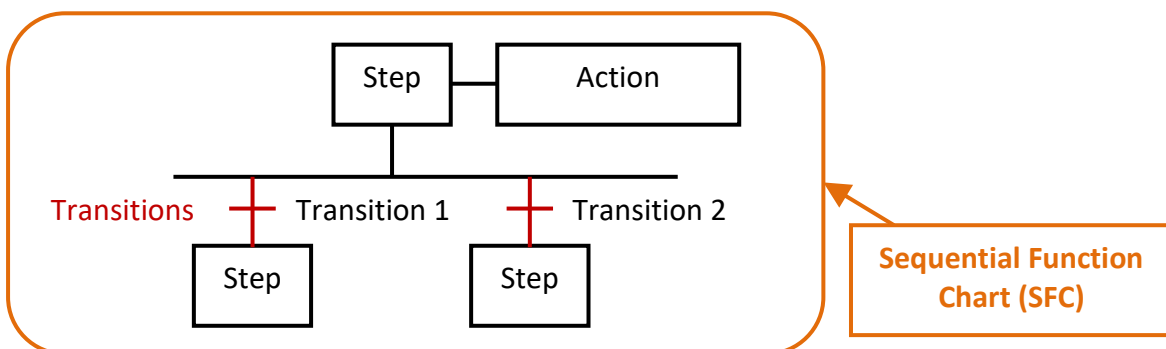 Step
Action
Transitions
Transition 1
Transition 2
Step
Step
Sequential Function
Chart (SFC)